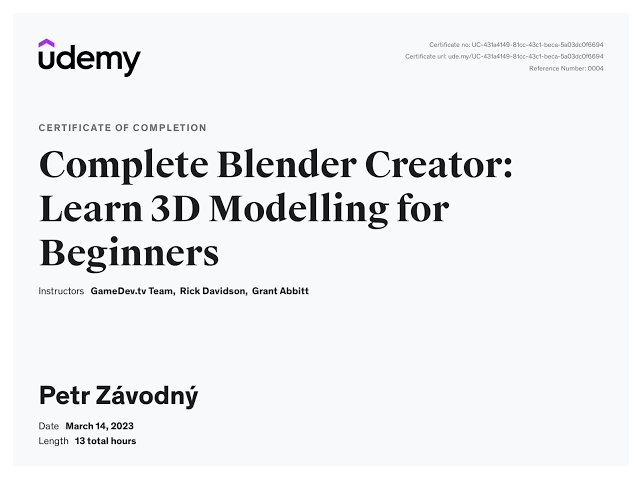 udemy
Certificate no: UC-431a4149-81cc-43c1-beca-5a03dc0f6694
Certificate url: ude.my/UC-431a4149-81cc-43c1-beca-5a03dc0f6694
Reference Number: 0004
CERTIFICATE OF COMPLETION
Complete Blender Creator:
Learn 3D Modelling for
Beginners
Instructors GameDev.tv Team, Rick Davidson, Grant Abbitt
Petr Závodný
Date March 14, 2023
Length 13 total hours